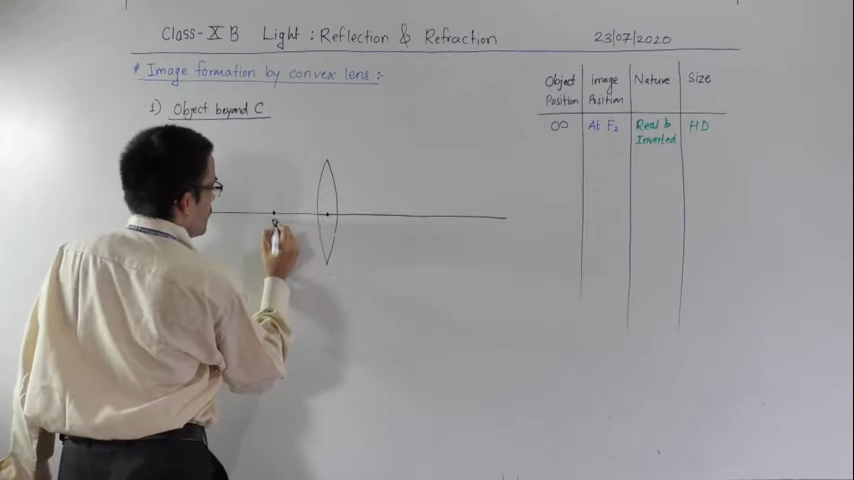 Class-X B Light : Reflection & Refraction 23/07/2020
* Image formation by convex lens :-
1) Object beyond C
Object Position
image Position
Nature
Size
∞
At F₂
Real & Inverted
HD